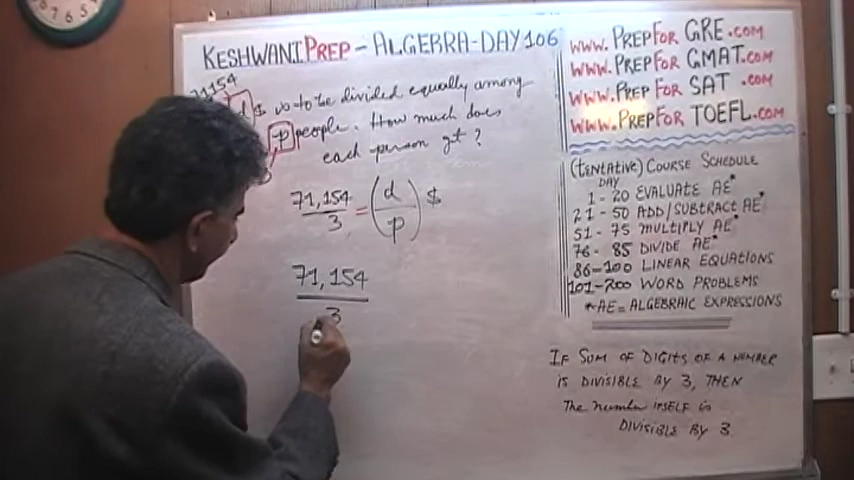 KESHWANIPREP - ALGEBRA-DAY 106
71154
d $ is to be divided equally among
p people. How much does
each person get?
71,154 / 3 = (d / p) $
71,154
3
www.PREPFOR GRE.COM
www.PREPFOR GMAT.COM
www.PREPFOR SAT.COM
www.PREPFOR TOEFL.COM
(TENTATIVE) COURSE SCHEDULE
DAY
1-20 EVALUATE AE*
21-50 ADD/SUBTRACT AE*
51-75 MULTIPLY AE*
76-85 DIVIDE AE*
86-100 LINEAR EQUATIONS
101-200 WORD PROBLEMS
*AE= ALGEBRAIC EXPRESSIONS
IF SUM OF DIGITS OF A NUMBER
IS DIVISIBLE BY 3, THEN
The number ITSELF is
DIVISIBLE BY 3.